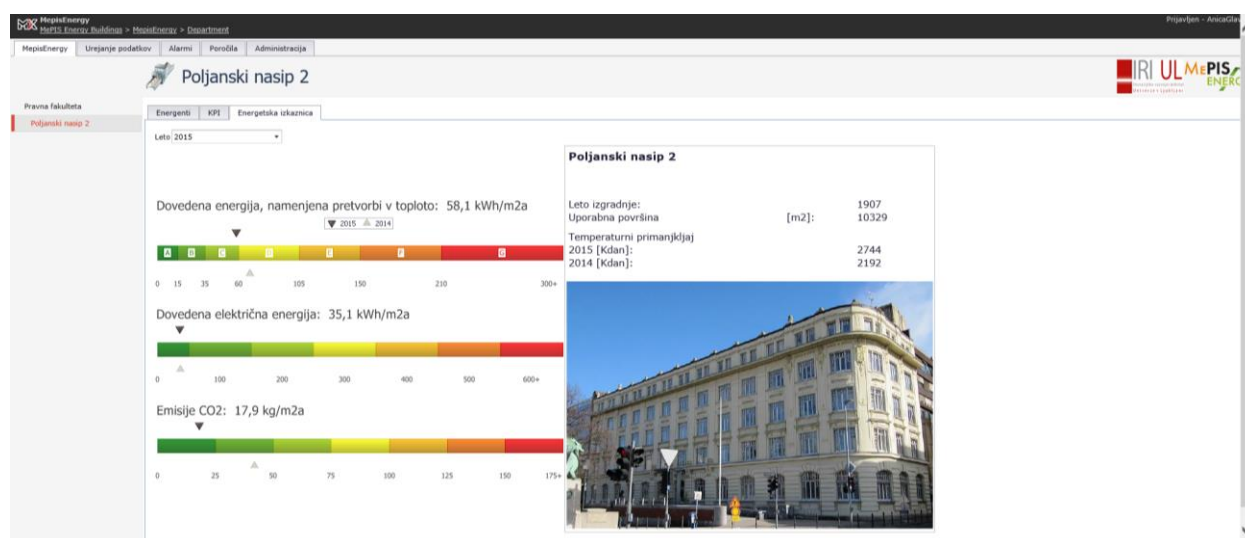 MepisEnergy
MePIS Energy Buildings > MepisEnergy > Department
Prijavljen - AnicaGla
MepisEnergy Urejanje podatkov Alarmi Poročila Administracija
Poljanski nasip 2
IRI UL MePIS
ENERG
Pravna fakulteta
Poljanski nasip 2
Energenti KPI Energetska izkaznica
Leto 2015
Poljanski nasip 2
Dovedena energija, namenjena pretvorbi v toploto: 58,1 kWh/m2a
2015 2014
A B C D E F G
0 15 35 60 105 150 210 300+
Dovedena električna energija: 35,1 kWh/m2a
0 100 200 300 400 500 600+
Emisije CO2: 17,9 kg/m2a
0 25 50 75 100 125 150 175+
Leto izgradnje: 1907
Uporabna površina [m2]: 10329
Temperaturni primanjkljaj
2015 [Kdan]: 2744
2014 [Kdan]: 2192